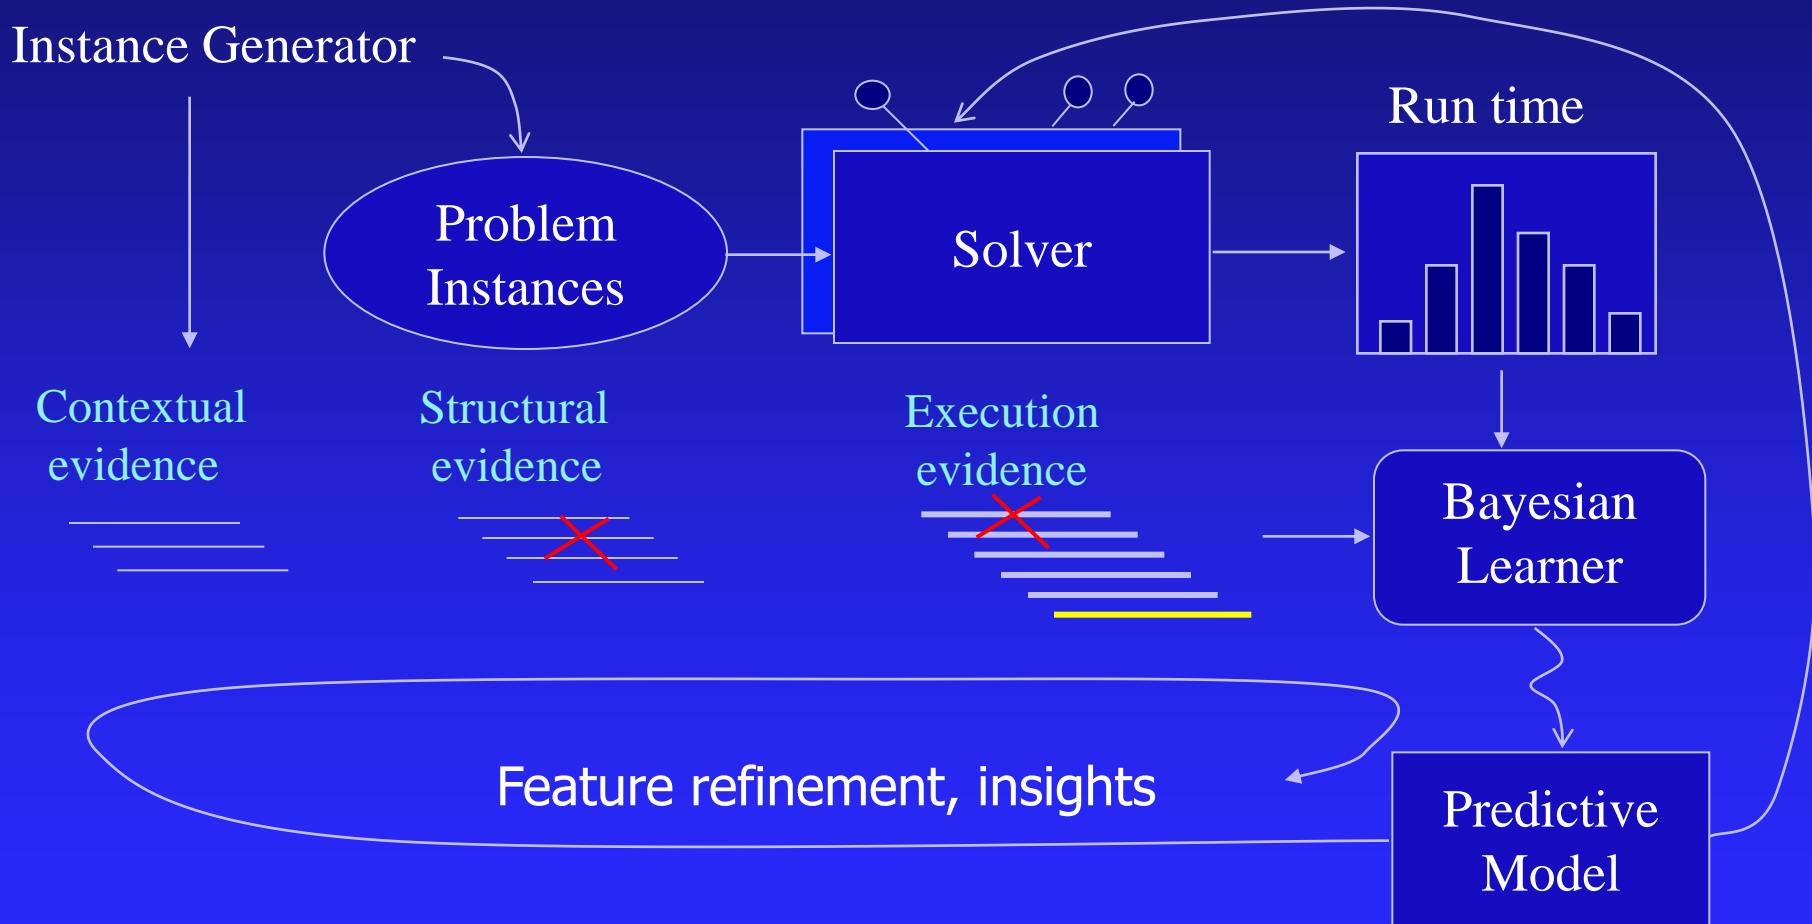 Instance Generator
Run time
Problem
Instances
Solver
Contextual
evidence
Structural
evidence
Execution
evidence
Bayesian
Learner
Feature refinement, insights
Predictive
Model